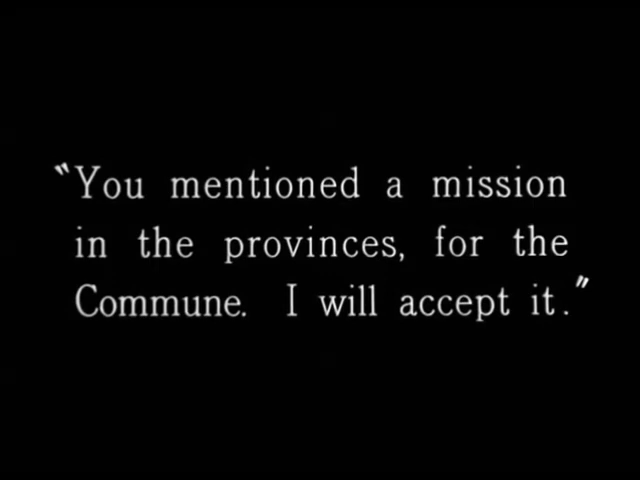 "You mentioned a mission
in the provinces, for the
Commune. I will accept it."